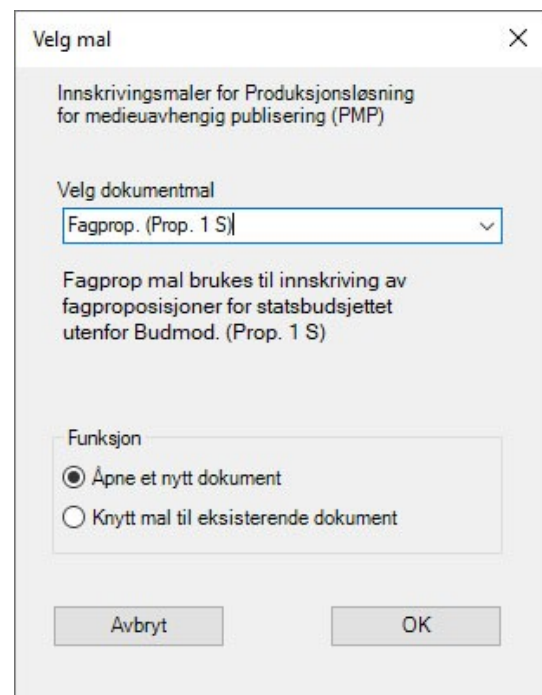 Velg mal
Innskrivingsmaler for Produksjonsløsning
for medieuavhengig publisering (PMP)
Velg dokumentmal
Fagprop. (Prop. 1 S)
Fagprop mal brukes til innskriving av
fagproposisjoner for statsbudsjettet
utenfor Budmod. (Prop. 1 S)
Funksjon
Åpne et nytt dokument
Knytt mal til eksisterende dokument
Avbryt
OK